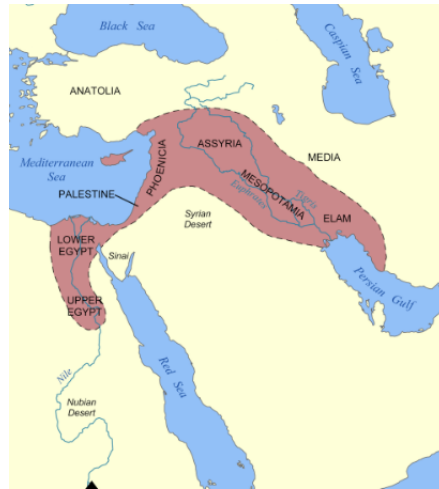 Black Sea
Caspian Sea
ANATOLIA
ASSYRIA
MEDIA
Mediterranean
Sea
PHOENICIA
MESOPOTAMIA
Tigris
Euphrates
PALESTINE
ELAM
Syrian
Desert
LOWER
EGYPT
Sinai
Persian Gulf
UPPER
EGYPT
Red Sea
Nile
Nubian
Desert